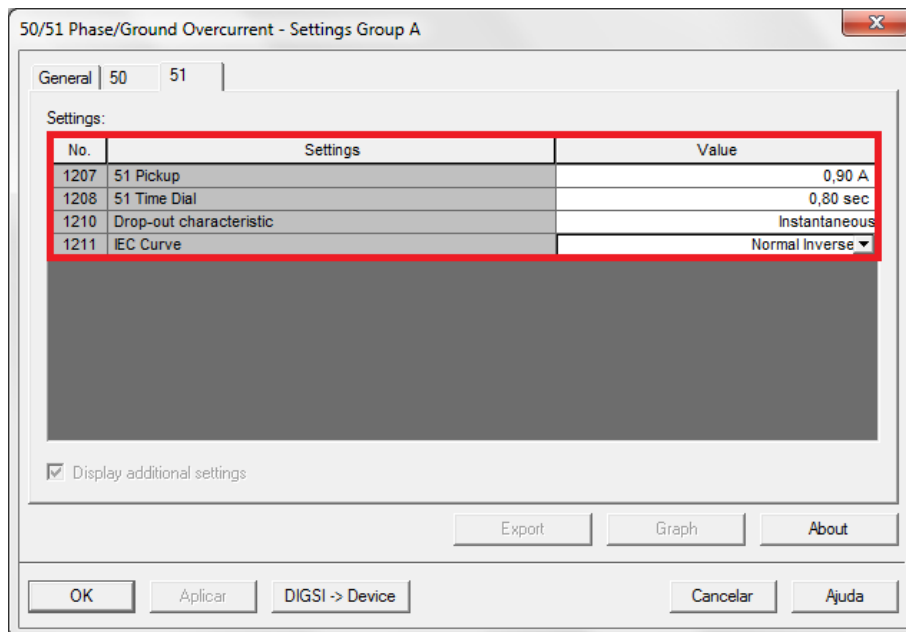 50/51 Phase/Ground Overcurrent - Settings Group A
X
General 50 51
Settings:
No. Settings Value
1207 51 Pickup 0,90 A
1208 51 Time Dial 0,80 sec
1210 Drop-out characteristic Instantaneous
1211 IEC Curve Normal Inverse
Display additional settings
Export Graph About
OK Aplicar DIGSI -> Device Cancelar Ajuda